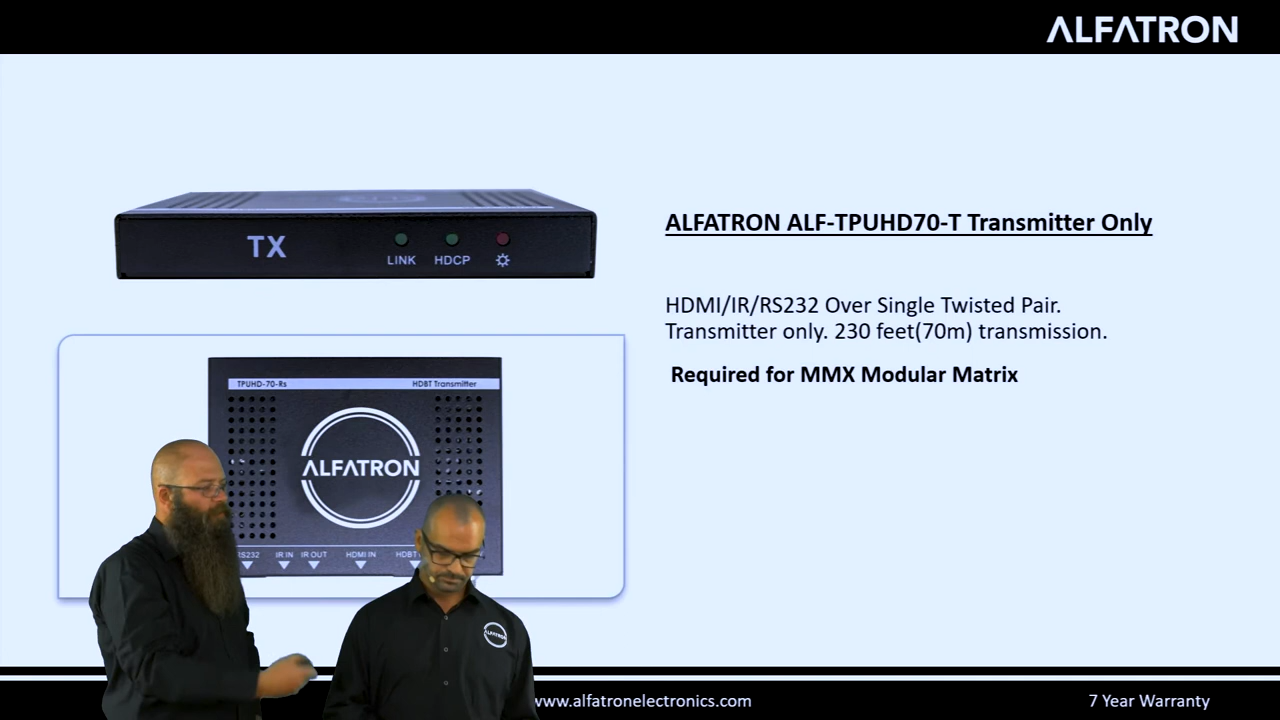 ALFATRON
TX
LINK HDCP
ALFATRON ALF-TPUHD70-T Transmitter Only
HDMI/IR/RS232 Over Single Twisted Pair.
Transmitter only. 230 feet(70m) transmission.
Required for MMX Modular Matrix
TPUHD-70-Rs HDBT Transmitter
ALFATRON
RS232 IR IN IR OUT HDMI IN HDBT
ALFATRON
www.alfatronelectronics.com
7 Year Warranty